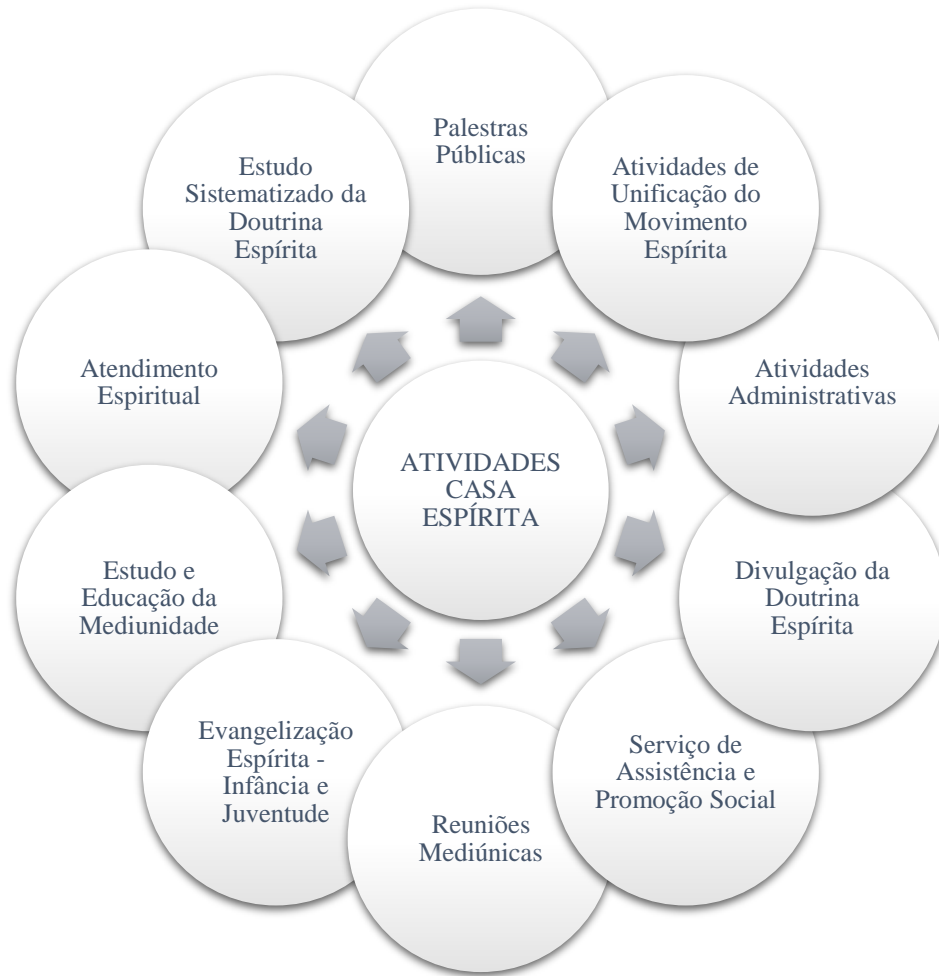 Palestras
Públicas
Atividades de
Unificação do
Movimento
Espírita
Atividades
Administrativas
Divulgação da
Doutrina
Espírita
Serviço de
Assistência e
Promoção Social
Reuniões
Mediúnicas
Evangelização
Espírita -
Infância e
Juventude
Estudo e
Educação da
Mediunidade
Atendimento
Espiritual
Estudo
Sistematizado da
Doutrina
Espírita
ATIVIDADES
CASA
ESPÍRITA